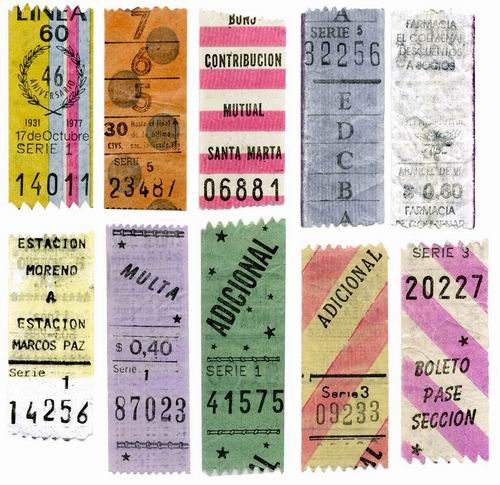 LINEA
60
46
ANIVERSARIO
1931 1977
17 de Octubre
SERIE 1
14011
7
6
5
30
CTVS.
SERIE 5
23487
BONO
CONTRIBUCION
MUTUAL
SANTA MARTA
06881
A
SERIE 5
32256
E
D
C
B
A
FARMACIA
EL COLMENAR
DESCUENTOS
A SOCIOS
$ 0,60
FARMACIA
ESTACION
MORENO
A
ESTACION
MARCOS PAZ
Serie 1
14256
MULTA
$ 0,40
Serie 1
87023
ADICIONAL
SERIE 1
41575
ADICIONAL
Serie 3
09233
SERIE 3
20227
BOLETO
PASE
SECCION